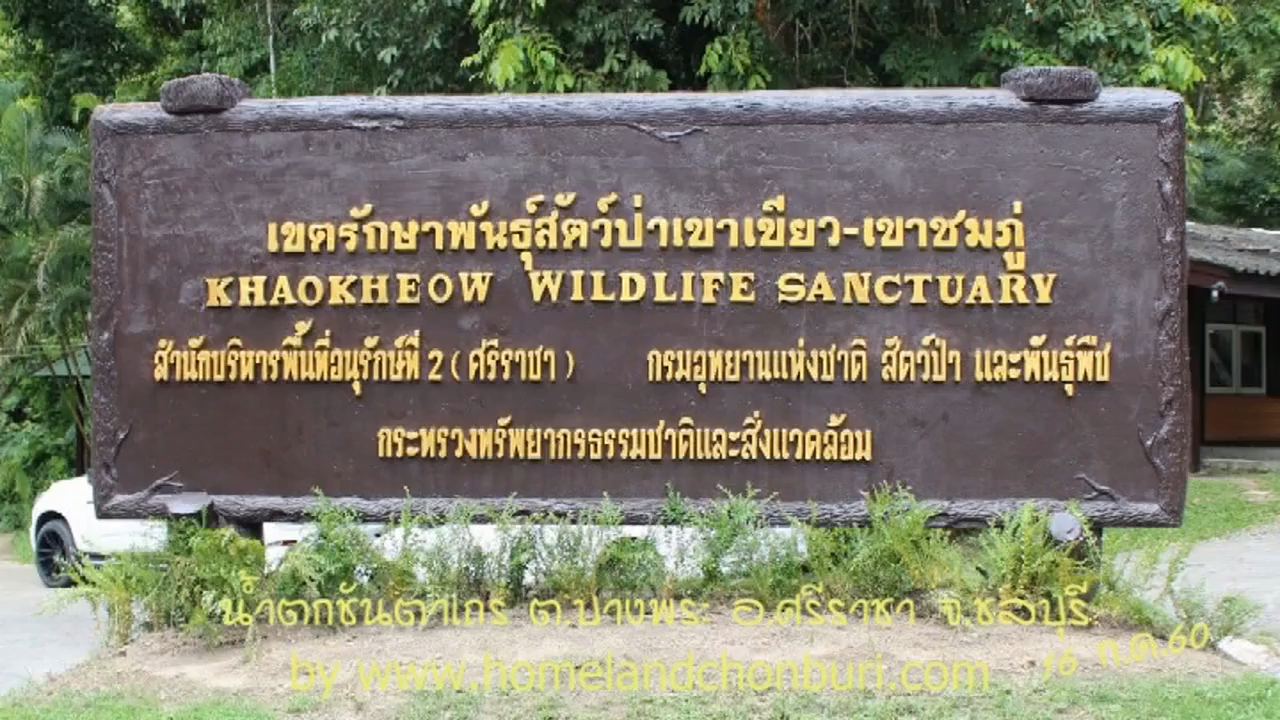 เขตรักษาพันธุ์สัตว์ป่าเขาเขียว-เขาชมภู่
KHAOKHEOW WILDLIFE SANCTUARY
สำนักบริหารพื้นที่อนุรักษ์ที่ 2 ( ศรีราชา ) กรมอุทยานแห่งชาติ สัตว์ป่า และพันธุ์พืช
กระทรวงทรัพยากรธรรมชาติและสิ่งแวดล้อม
น้ำตกชันตาเถร ต.บางพระ อ.ศรีราชา จ.ชลบุรี
by www.homelandchonburi.com
16 ก.ค.60